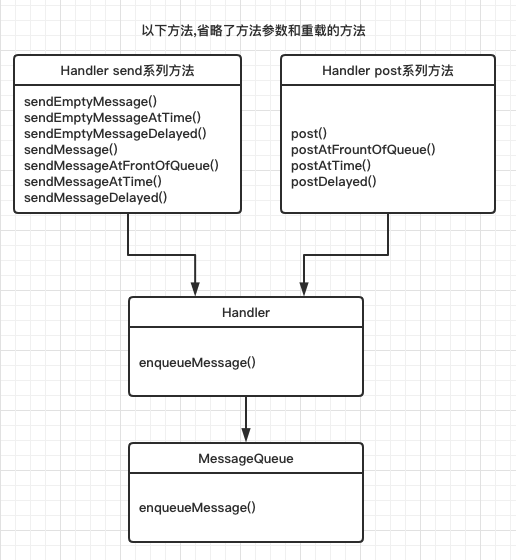 以下方法,省略了方法参数和重载的方法
Handler send系列方法
sendEmptyMessage()
sendEmptyMessageAtTime()
sendEmptyMessageDelayed()
sendMessage()
sendMessageAtFrontOfQueue()
sendMessageAtTime()
sendMessageDelayed()
Handler post系列方法
post()
postAtFrountOfQueue()
postAtTime()
postDelayed()
Handler
enqueueMessage()
MessageQueue
enqueueMessage()